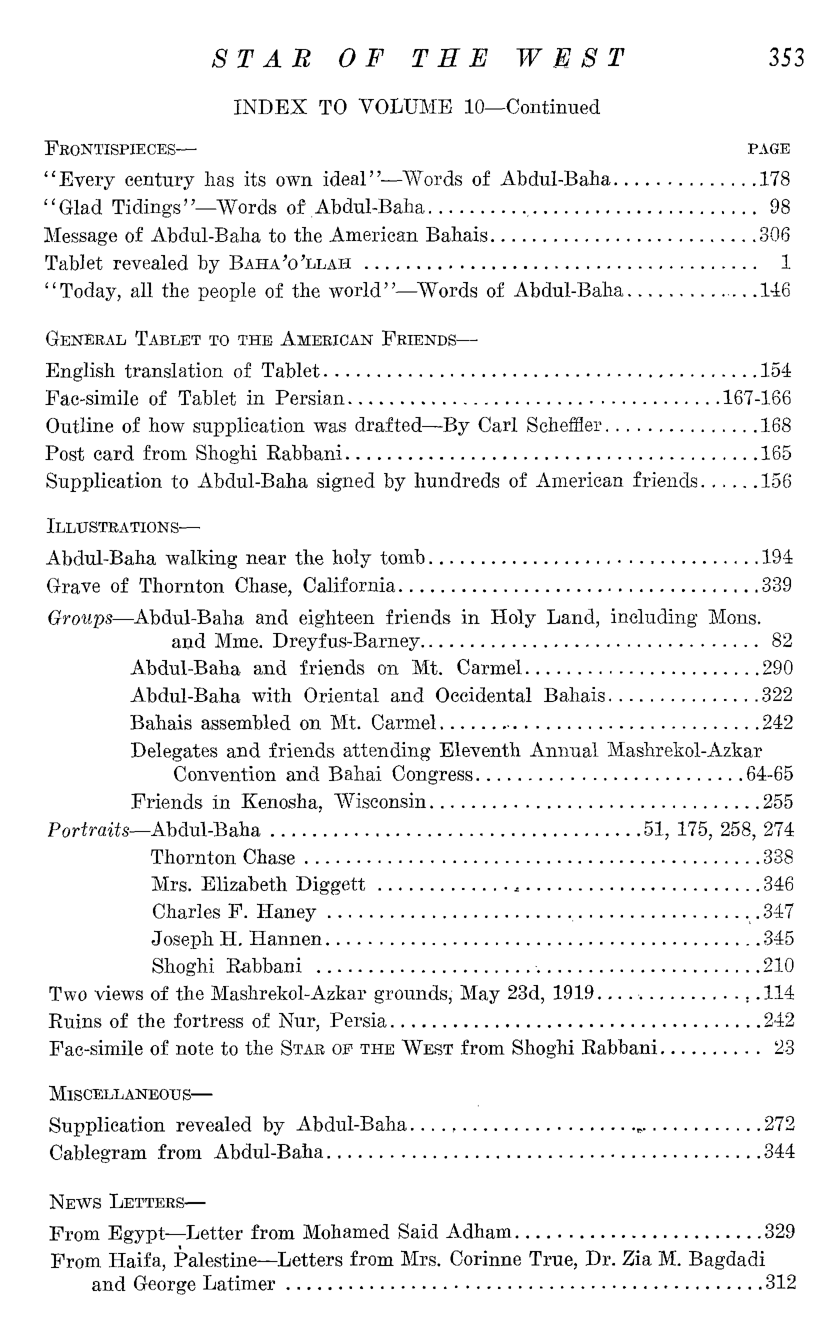 STAR OF THE WEST 353
INDEX TO VOLUME 10—Continued
FRONTISPIECES— PAGE
"Every century has its own ideal"—Words of Abdul-Baha..............178
"Glad Tidings"—Words of Abdul-Baha................................ 98
Message of Abdul-Baha to the American Bahais..........................306
Tablet revealed by BAHA'O'LLAH ...................................... 1
"Today, all the people of the world"—Words of Abdul-Baha.............146
GENERAL TABLET TO THE AMERICAN FRIENDS—
English translation of Tablet..........................................154
Fac-simile of Tablet in Persian....................................167-166
Outline of how supplication was drafted—By Carl Scheffler...............168
Post card from Shoghi Rabbani........................................165
Supplication to Abdul-Baha signed by hundreds of American friends......156
ILLUSTRATIONS—
Abdul-Baha walking near the holy tomb................................194
Grave of Thornton Chase, California...................................339
Groups—Abdul-Baha and eighteen friends in Holy Land, including Mons.
and Mme. Dreyfus-Barney................................. 82
Abdul-Baha and friends on Mt. Carmel.......................290
Abdul-Baha with Oriental and Occidental Bahais...............322
Bahais assembled on Mt. Carmel...............................242
Delegates and friends attending Eleventh Annual Mashrekol-Azkar
Convention and Bahai Congress..........................64-65
Friends in Kenosha, Wisconsin................................255
Portraits—Abdul-Baha ....................................51, 175, 258, 274
Thornton Chase ............................................338
Mrs. Elizabeth Diggett .....................................346
Charles F. Haney ..........................................347
Joseph H. Hannen..........................................345
Shoghi Rabbani ...........................................210
Two views of the Mashrekol-Azkar grounds, May 23d, 1919................114
Ruins of the fortress of Nur, Persia....................................242
Fac-simile of note to the STAR OF THE WEST from Shoghi Rabbani.......... 23
MISCELLANEOUS—
Supplication revealed by Abdul-Baha..................................272
Cablegram from Abdul-Baha..........................................344
NEWS LETTERS—
From Egypt—Letter from Mohamed Said Adham........................329
From Haifa, Palestine—Letters from Mrs. Corinne True, Dr. Zia M. Bagdadi
and George Latimer ..............................................312